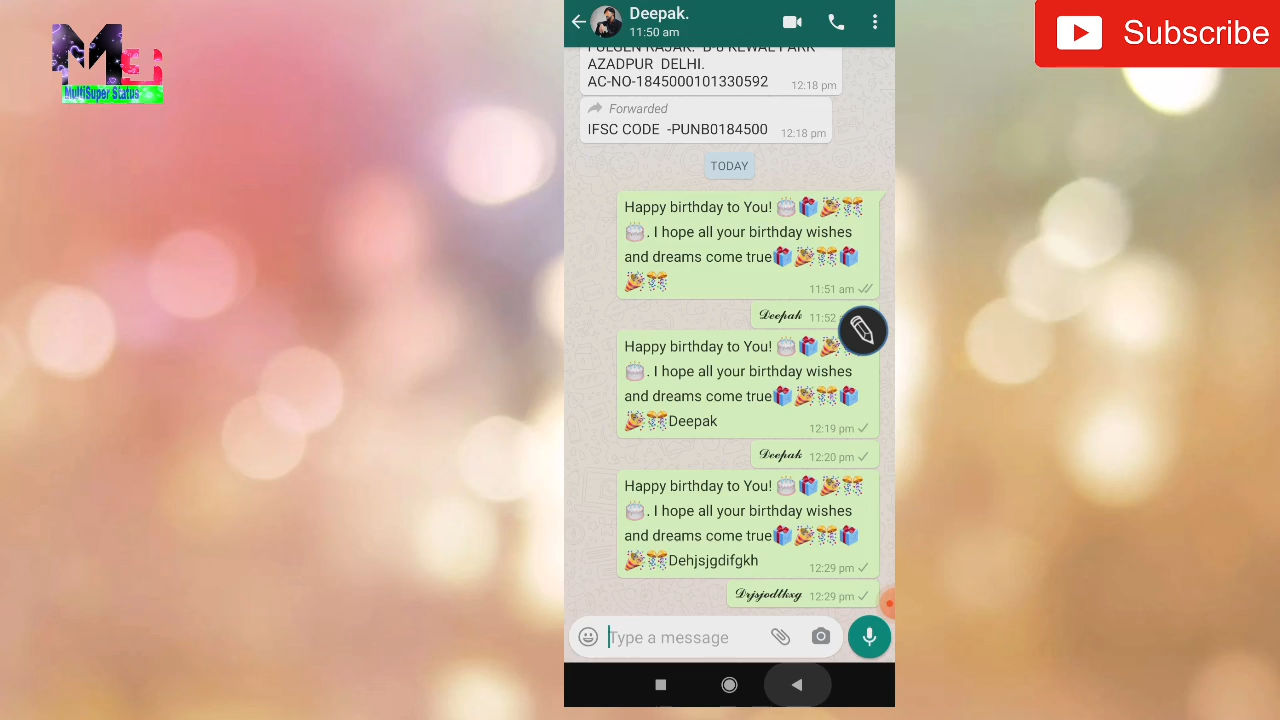 MS
MultiSuper Status
Subscribe
Deepak.
11:50 am
AZADPUR DELHI.
AC-NO-1845000101330592 12:18 pm
Forwarded
IFSC CODE -PUNB0184500 12:18 pm
TODAY
Happy birthday to You! 🎂🎁🎉🎊
🎂. I hope all your birthday wishes
and dreams come true🎁🎉🎊🎁
🎉🎊 11:51 am
𝓓𝓮𝓮𝓹𝓪𝓴 11:52
Happy birthday to You! 🎂🎁🎉
🎂. I hope all your birthday wishes
and dreams come true🎁🎉🎊🎁
🎉🎊Deepak 12:19 pm
𝓓𝓮𝓮𝓹𝓪𝓴 12:20 pm
Happy birthday to You! 🎂🎁🎉🎊
🎂. I hope all your birthday wishes
and dreams come true🎁🎉🎊🎁
🎉🎊Dehjsjgdifgkh 12:29 pm
12:29 pm
Type a message